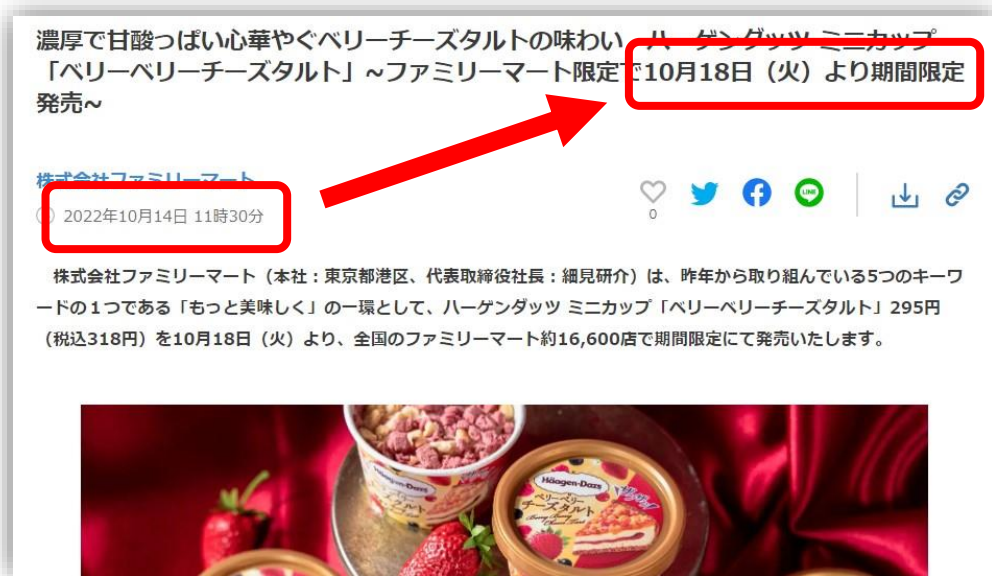 濃厚で甘酸っぱい心華やぐベリーチーズタルトの味わい ハーゲンダッツ ミニカップ
「ベリーベリーチーズタルト」~ファミリーマート限定で10月18日（火）より期間限定
発売~
株式会社ファミリーマート
2022年10月14日 11時30分
0
LINE
株式会社ファミリーマート（本社：東京都港区、代表取締役社長：細見研介）は、昨年から取り組んでいる5つのキーワ
ードの１つである「もっと美味しく」の一環として、ハーゲンダッツ ミニカップ「ベリーベリーチーズタルト」295円
（税込318円）を10月18日（火）より、全国のファミリーマート約16,600店で期間限定にて発売いたします。
Häagen-Dazs
Häagen-Dazs
ベリーベリー
チーズタルト